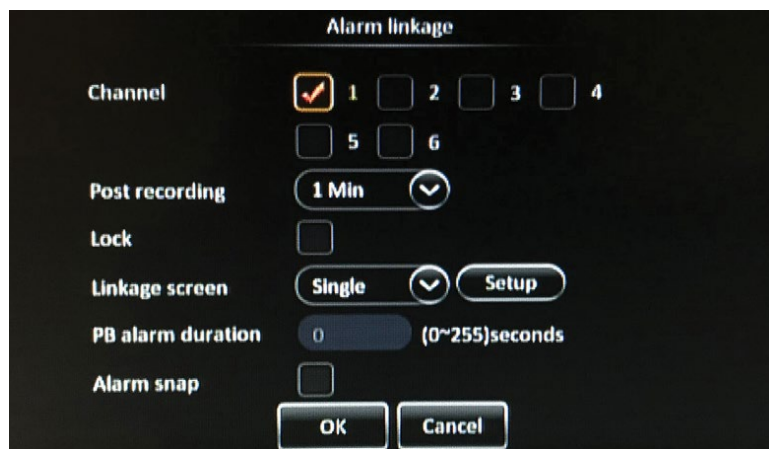 Alarm linkage
Channel 1 2 3 4
5 6
Post recording 1 Min
Lock
Linkage screen Single Setup
PB alarm duration 0 (0~255)seconds
Alarm snap
OK Cancel